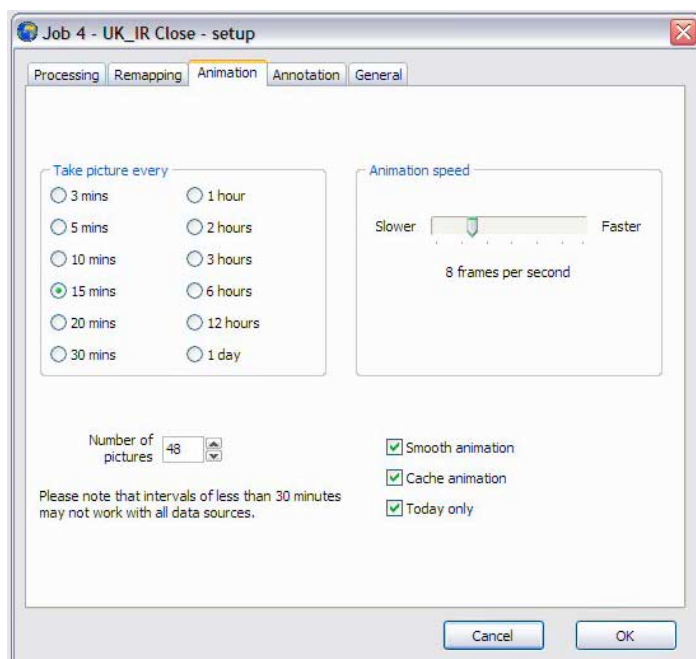 Job 4 - UK_IR Close - setup
Processing Remapping Animation Annotation General
Take picture every
3 mins
5 mins
10 mins
15 mins
20 mins
30 mins
1 hour
2 hours
3 hours
6 hours
12 hours
1 day
Animation speed
Slower Faster
8 frames per second
Number of
pictures
48
Please note that intervals of less than 30 minutes
may not work with all data sources.
Smooth animation
Cache animation
Today only
Cancel OK